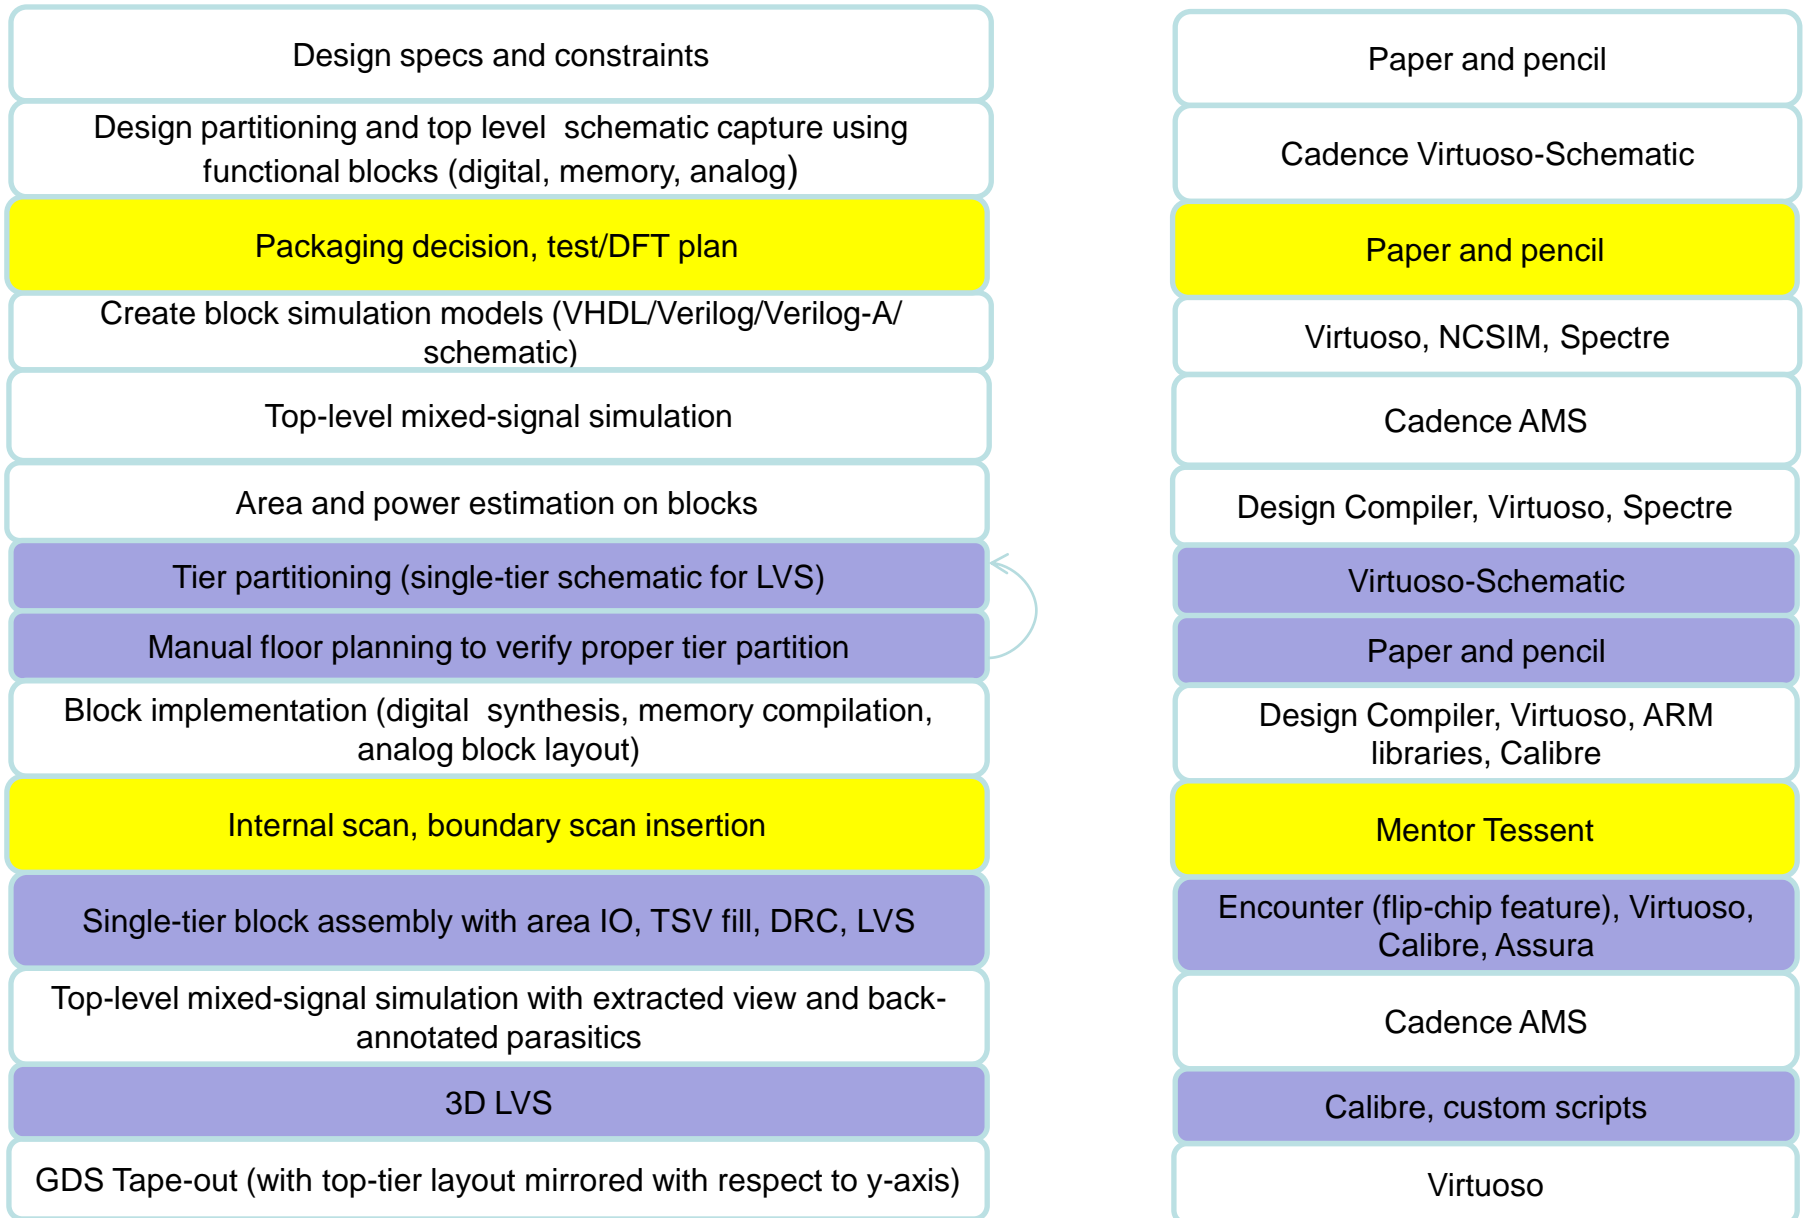 Design specs and constraints
Paper and pencil
Design partitioning and top level schematic capture using
functional blocks (digital, memory, analog)
Cadence Virtuoso-Schematic
Packaging decision, test/DFT plan
Paper and pencil
Create block simulation models (VHDL/Verilog/Verilog-A/
schematic)
Virtuoso, NCSIM, Spectre
Top-level mixed-signal simulation
Cadence AMS
Area and power estimation on blocks
Design Compiler, Virtuoso, Spectre
Tier partitioning (single-tier schematic for LVS)
Virtuoso-Schematic
Manual floor planning to verify proper tier partition
Paper and pencil
Block implementation (digital synthesis, memory compilation,
analog block layout)
Design Compiler, Virtuoso, ARM
libraries, Calibre
Internal scan, boundary scan insertion
Mentor Tessent
Single-tier block assembly with area IO, TSV fill, DRC, LVS
Encounter (flip-chip feature), Virtuoso,
Calibre, Assura
Top-level mixed-signal simulation with extracted view and back-
annotated parasitics
Cadence AMS
3D LVS
Calibre, custom scripts
GDS Tape-out (with top-tier layout mirrored with respect to y-axis)
Virtuoso